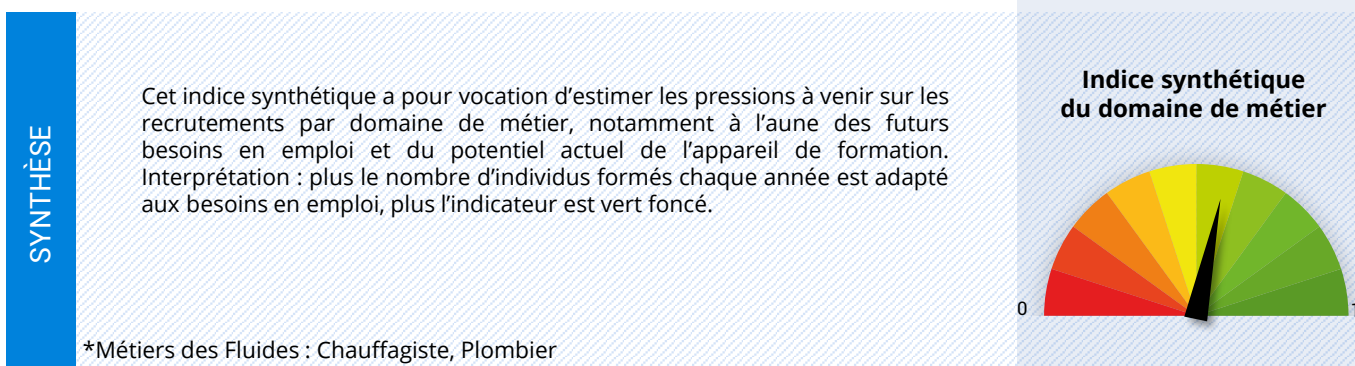 SYNTHÈSE
Cet indice synthétique a pour vocation d’estimer les pressions à venir sur les
recrutements par domaine de métier, notamment à l’aune des futurs
besoins en emploi et du potentiel actuel de l’appareil de formation.
Interprétation : plus le nombre d’individus formés chaque année est adapté
aux besoins en emploi, plus l’indicateur est vert foncé.
*Métiers des Fluides : Chauffagiste, Plombier
Indice synthétique
du domaine de métier
0